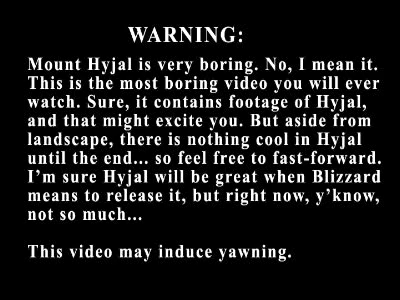 WARNING:
Mount Hyjal is very boring. No, I mean it.
This is the most boring video you will ever
watch. Sure, it contains footage of Hyjal,
and that might excite you. But aside from
landscape, there is nothing cool in Hyjal
until the end... so feel free to fast-forward.
I'm sure Hyjal will be great when Blizzard
means to release it, but right now, y'know,
not so much...
This video may induce yawning.